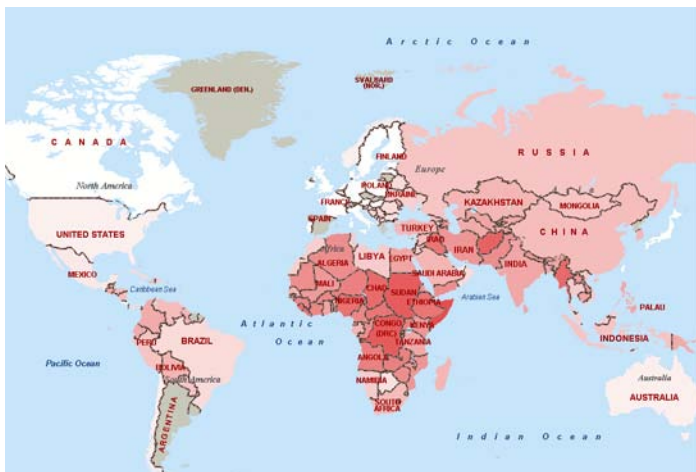 Arctic Ocean
GREENLAND (DEN.)
SVALBARD
(NOR.)
CANADA
RUSSIA
FINLAND
Europe
North America
POLAND
UKRAINE
FRANCE
KAZAKHSTAN
MONGOLIA
SPAIN
UNITED STATES
TURKEY
CHINA
IRAQ
IRAN
Africa
LIBYA
EGYPT
ALGERIA
INDIA
MEXICO
SAUDI ARABIA
Caribbean Sea
MALI
CHAD
SUDAN
NIGERIA
ETHIOPIA
Arabian Sea
PALAU
Atlantic
Ocean
CONGO
(DRC)
KENYA
TANZANIA
INDONESIA
PERU
BRAZIL
ANGOLA
Pacific Ocean
BOLIVIA
South America
NAMIBIA
Australia
AUSTRALIA
SOUTH
AFRICA
ARGENTINA
Indian Ocean